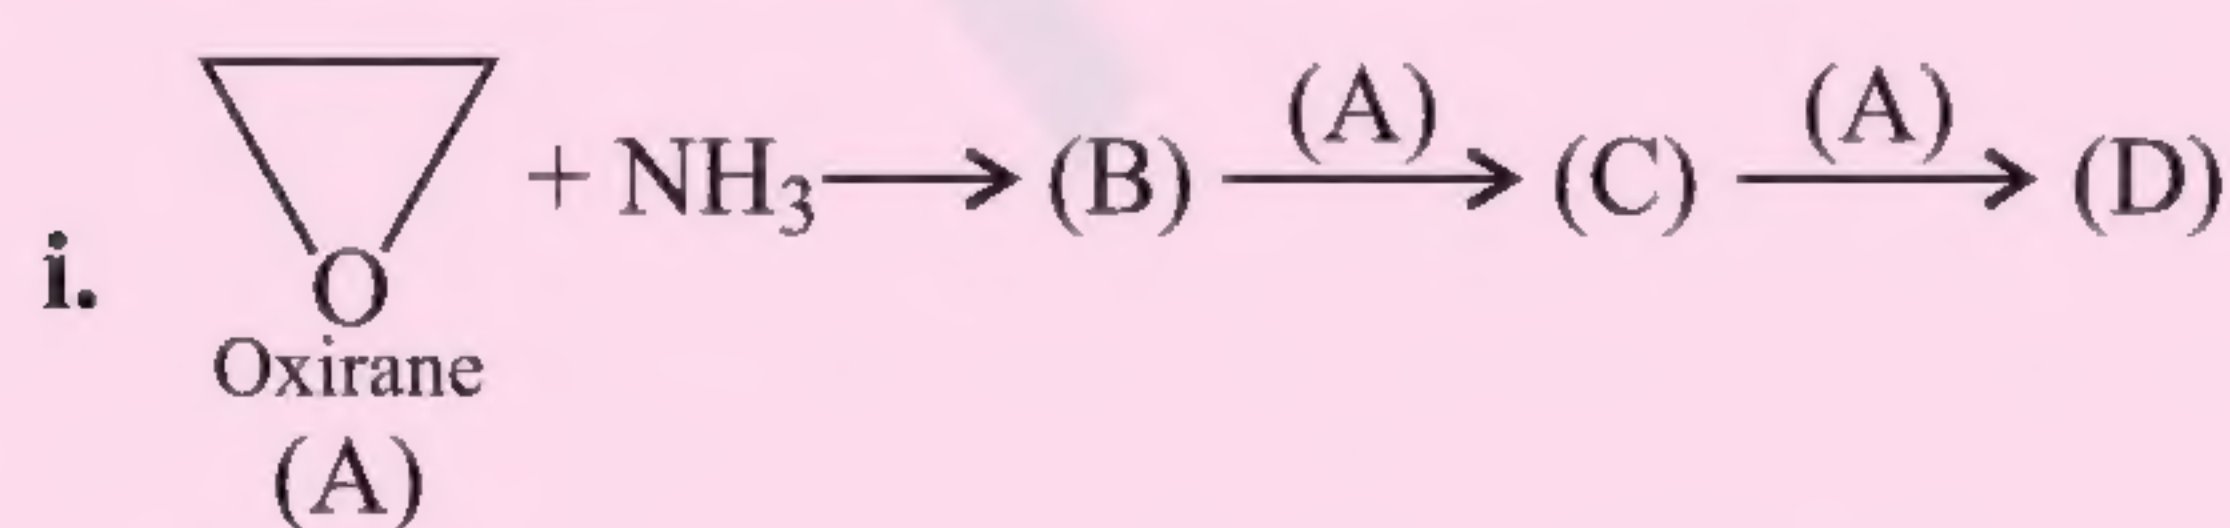 (A) (A)
+ NH₃ ⟶ (B) ⟶ (C) ⟶ (D)
i.
O
Oxirane
(A)